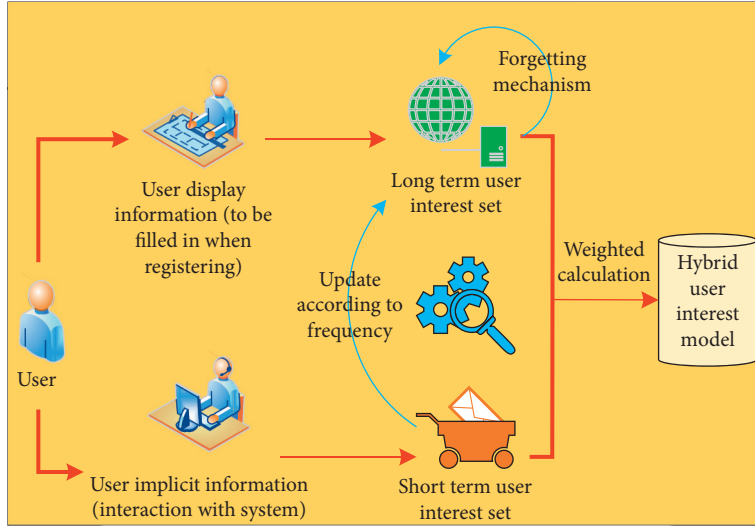 Forgetting
mechanism
User display
information (to be
filled in when
registering)
Long term user
interest set
Update
according to
frequency
Weighted
calculation
Hybrid
user
interest
model
User
User implicit information
(interaction with system)
Short term user
interest set